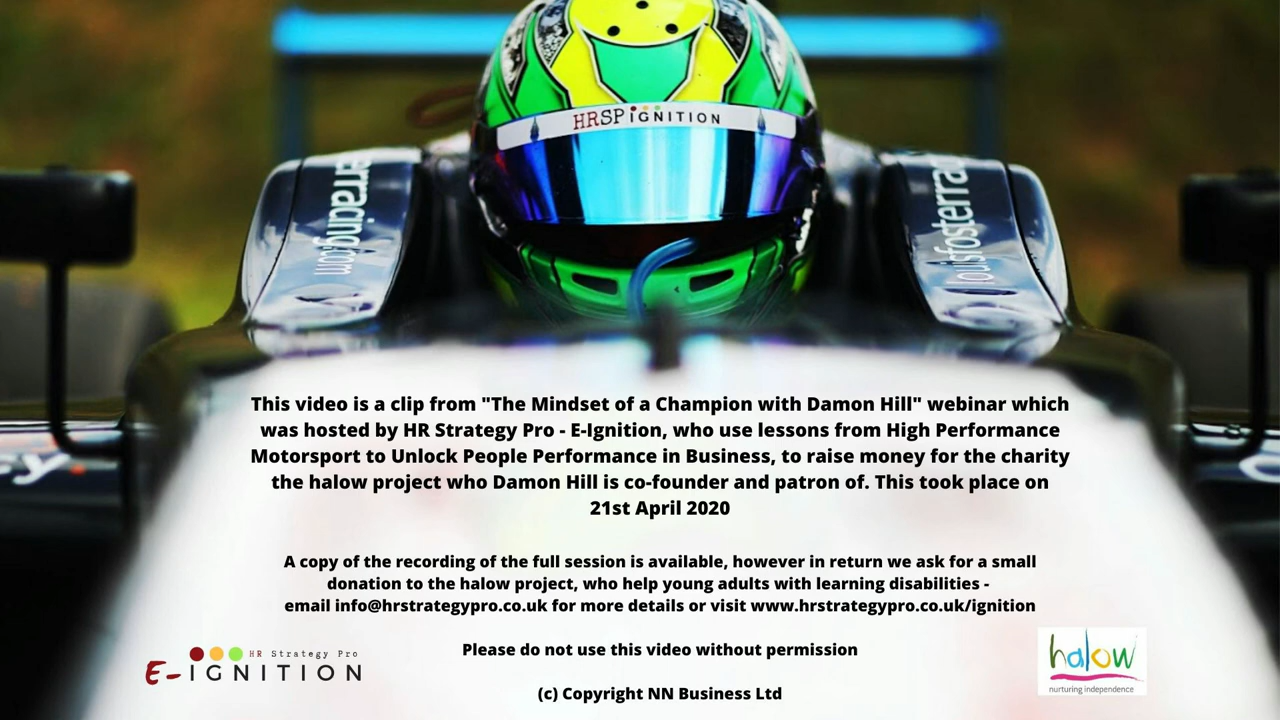 HRSP IGNITION
erracing.com
louisfosterrac
This video is a clip from "The Mindset of a Champion with Damon Hill" webinar which
was hosted by HR Strategy Pro - E-Ignition, who use lessons from High Performance
Motorsport to Unlock People Performance in Business, to raise money for the charity
the halow project who Damon Hill is co-founder and patron of. This took place on
21st April 2020
A copy of the recording of the full session is available, however in return we ask for a small
donation to the halow project, who help young adults with learning disabilities -
email info@hrstrategypro.co.uk for more details or visit www.hrstrategypro.co.uk/ignition
Please do not use this video without permission
(c) Copyright NN Business Ltd
HR Strategy Pro
E-IGNITION
halow
nurturing independence